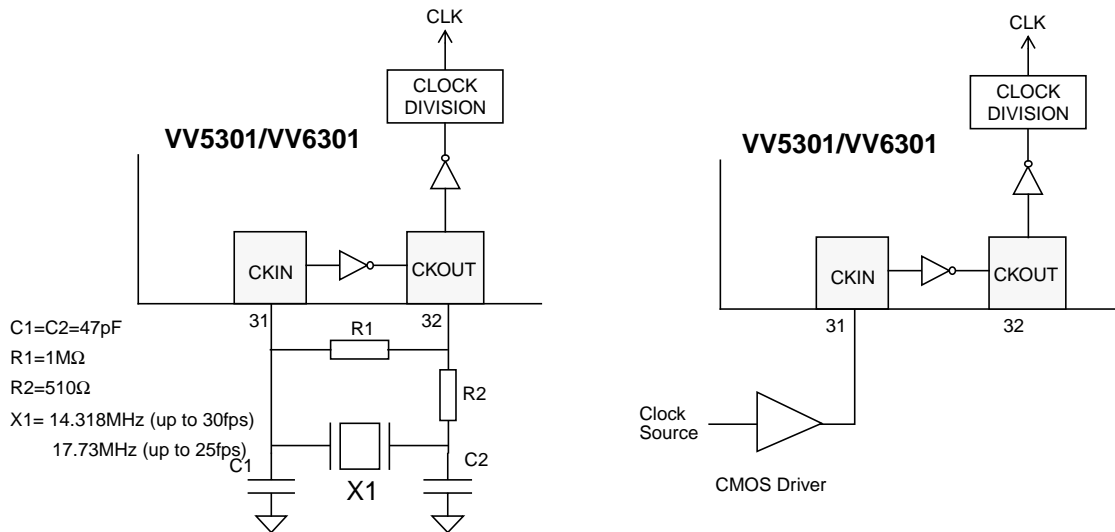 CLK
CLOCK
DIVISION
VV5301/VV6301
CKIN
CKOUT
31
32
C1=C2=47pF
R1=1MΩ
R2=510Ω
X1= 14.318MHz (up to 30fps)
17.73MHz (up to 25fps)
R1
R2
C1
C2
X1
CLK
CLOCK
DIVISION
VV5301/VV6301
CKIN
CKOUT
31
32
Clock
Source
CMOS Driver